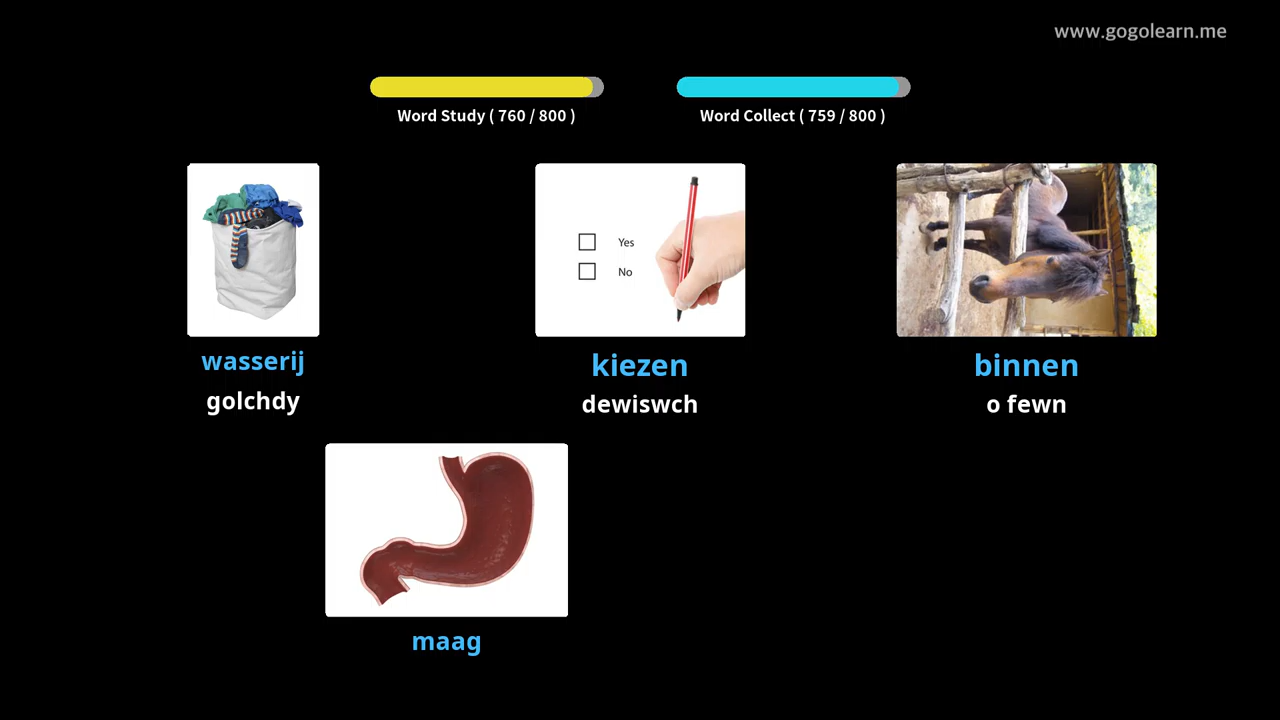 www.gogolearn.me
Word Study ( 760 / 800 )
Word Collect ( 759 / 800 )
Yes
No
wasserij
golchdy
kiezen
dewiswch
binnen
o fewn
maag